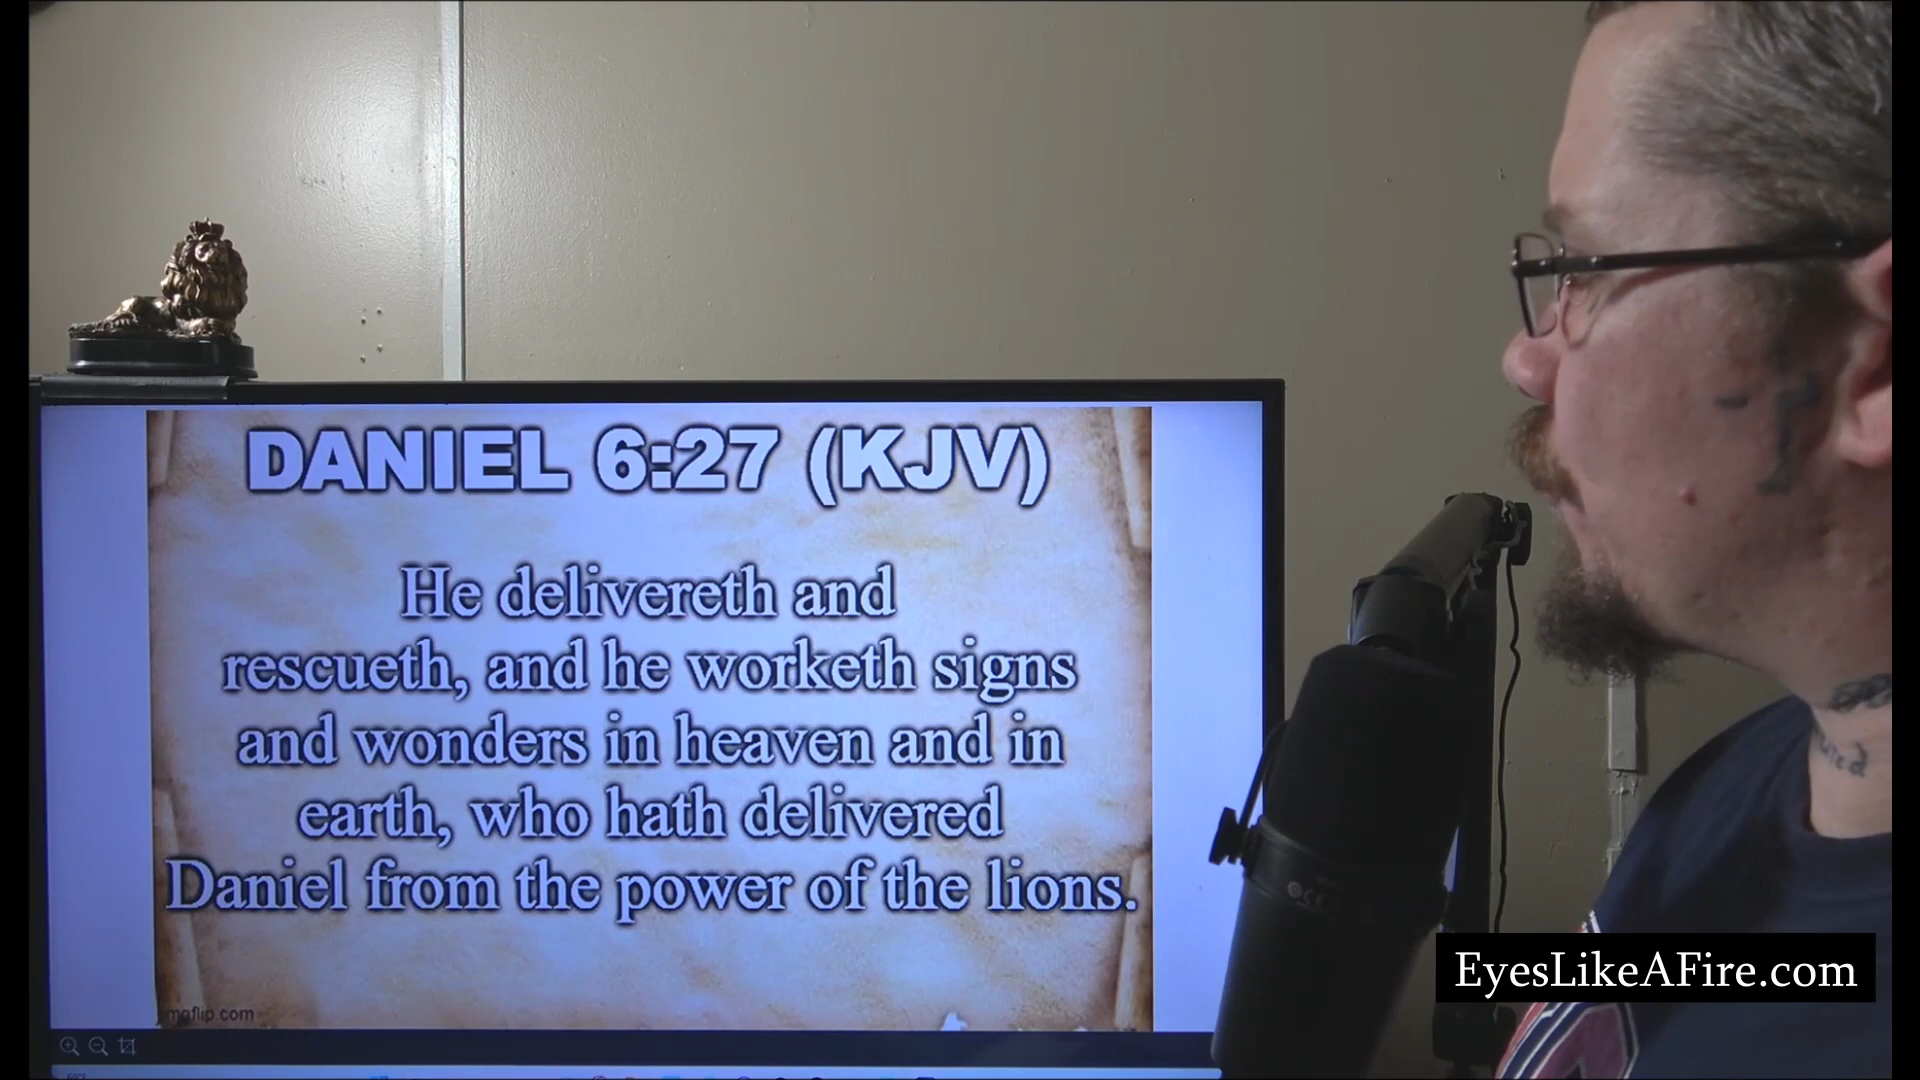 DANIEL 6:27 (KJV)
He delivereth and
rescueth, and he worketh signs
and wonders in heaven and in
earth, who hath delivered
Daniel from the power of the lions.
EyesLikeAFire.com